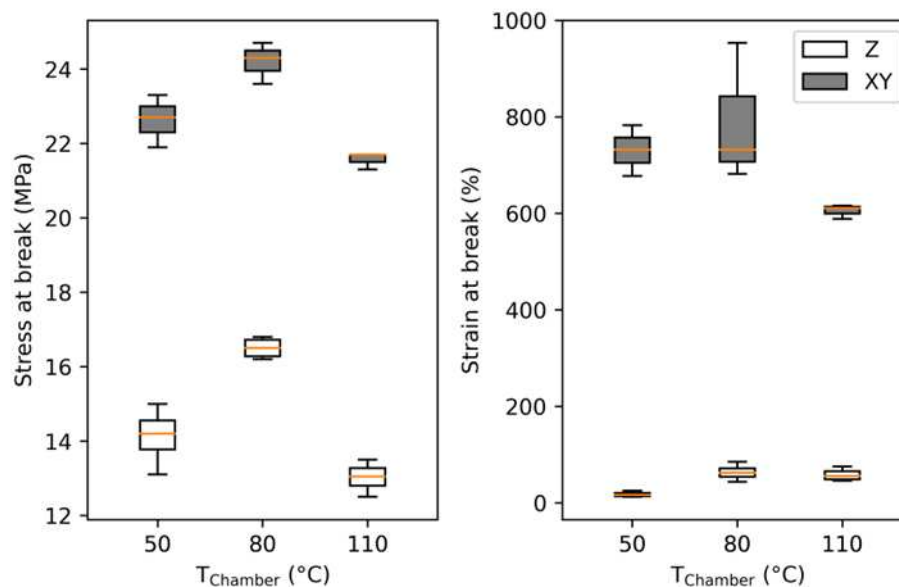 Stress at break (MPa)
24
22
20
18
16
14
12
50 80 110
T_Chamber (°C)
Strain at break (%)
1000
800
600
400
200
0
50 80 110
T_Chamber (°C)
Z
XY